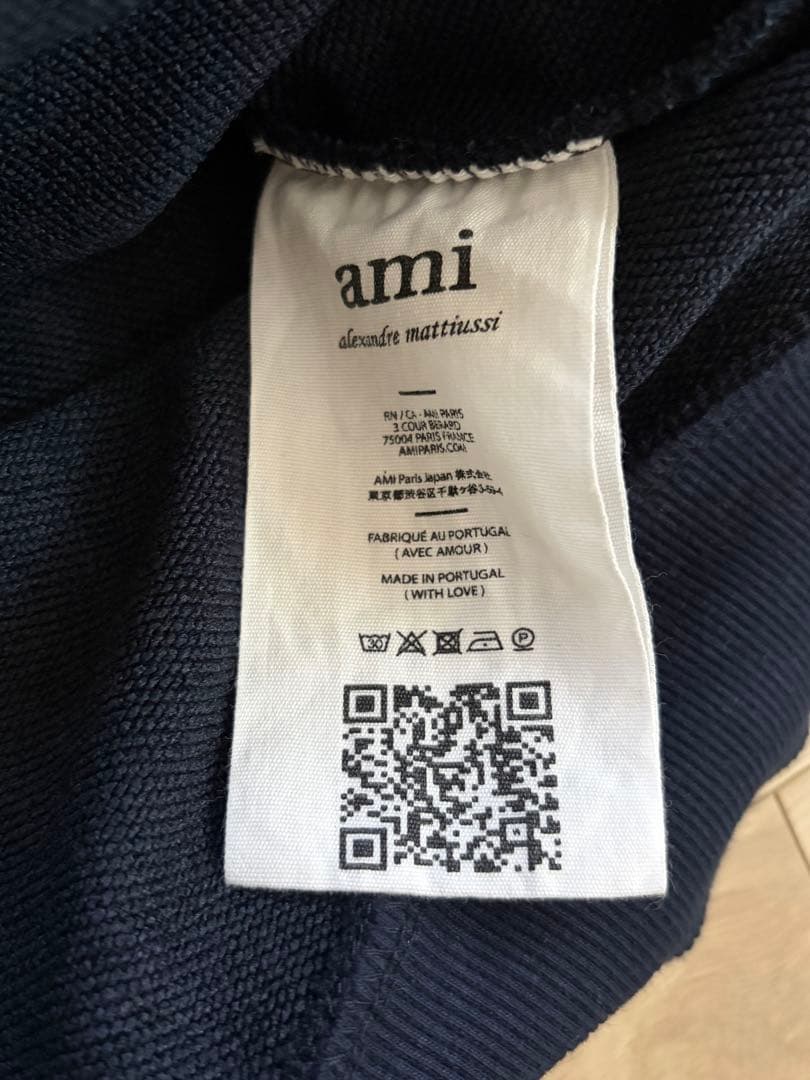 ami
alexandre mattiussi
RN / CA - AMI PARIS
3 COUR BERARD
75004 PARIS FRANCE
AMIPARIS.COM
AMI Paris Japan 株式会社
東京都渋谷区千駄ヶ谷3-59-4
FABRIQUÉ AU PORTUGAL
( AVEC AMOUR )
MADE IN PORTUGAL
( WITH LOVE )
30
P